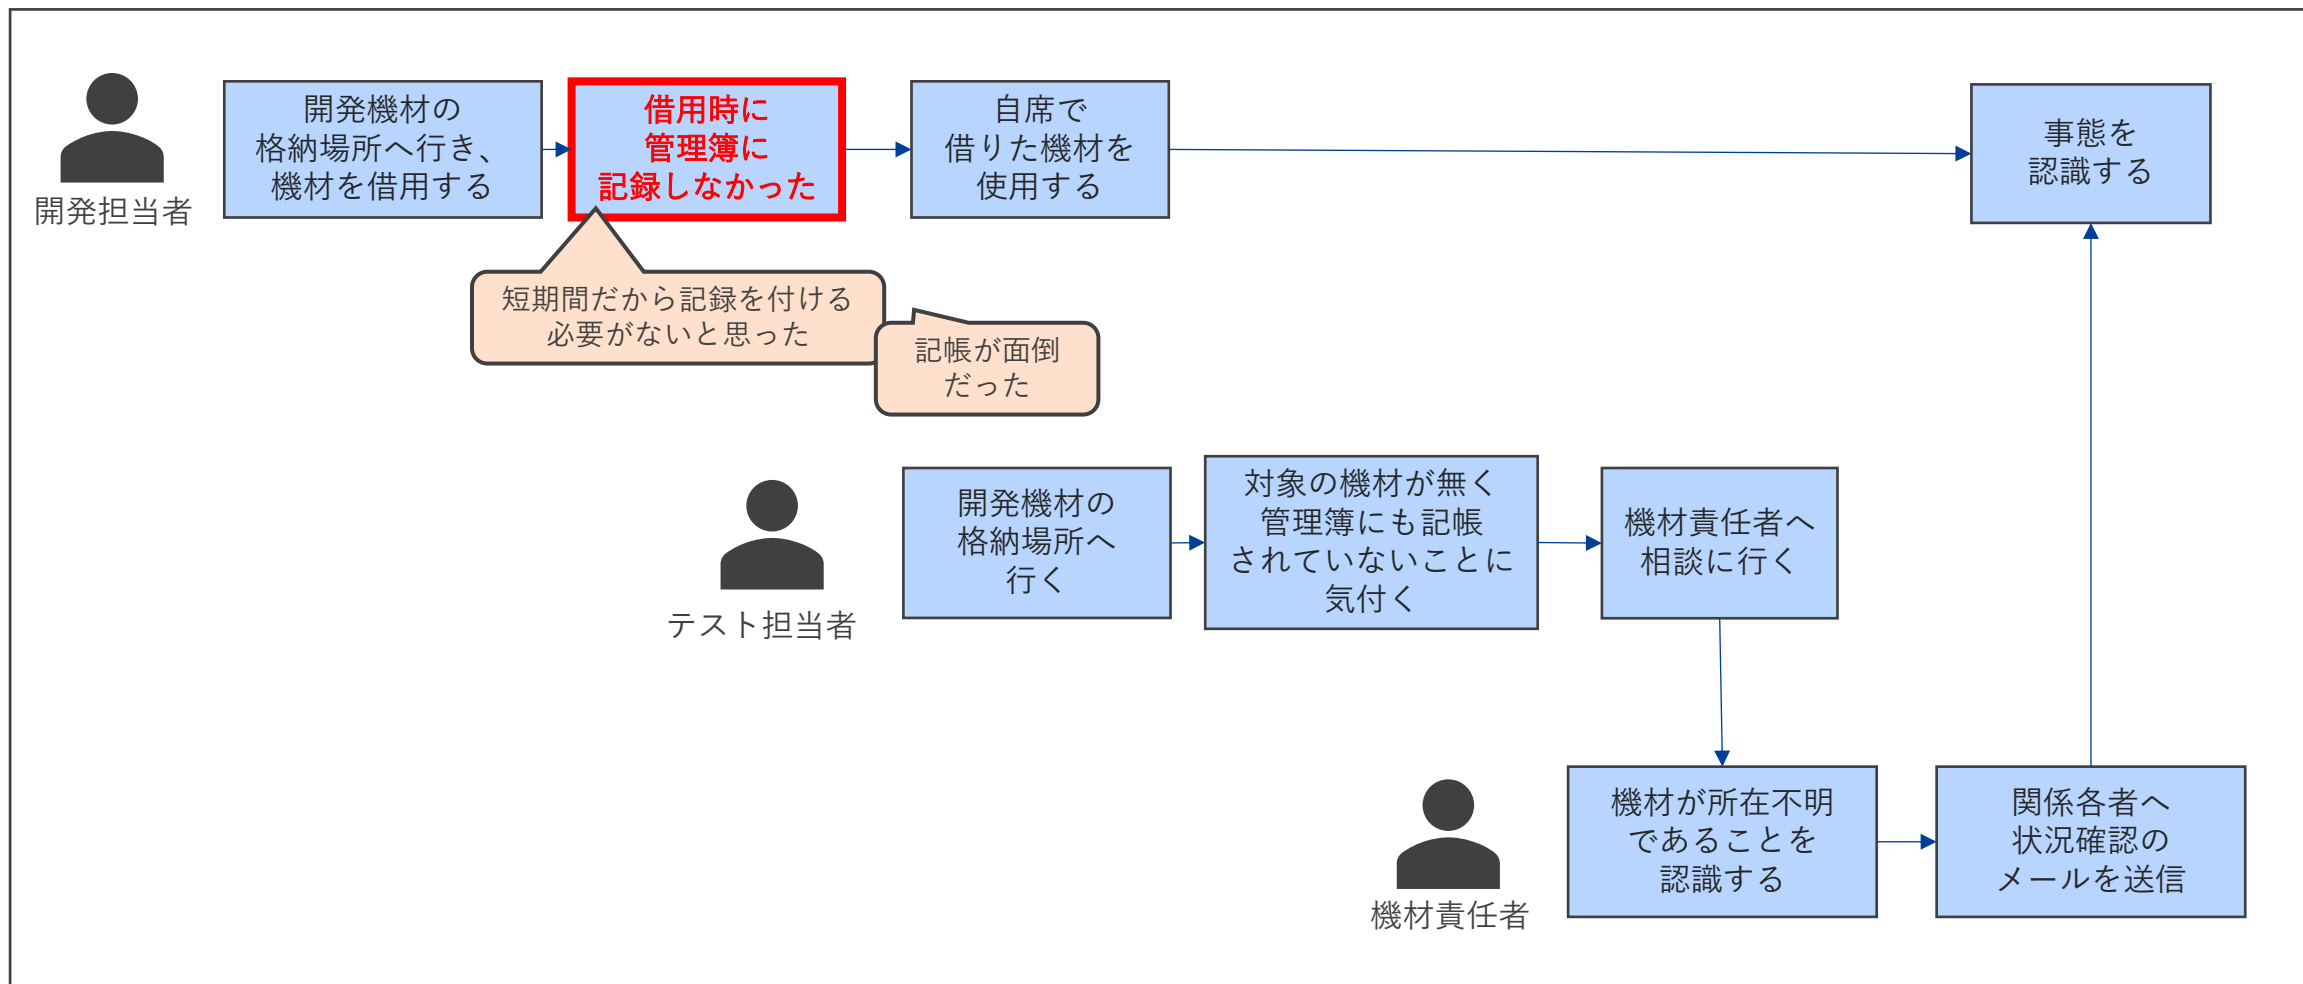 開発機材の
格納場所へ行き、
機材を借用する
借用時に
管理簿に
記録しなかった
自席で
借りた機材を
使用する
事態を
認識する
開発担当者
短期間だから記録を付ける
必要がないと思った
記帳が面倒
だった
開発機材の
格納場所へ
行く
対象の機材が無く
管理簿にも記帳
されていないことに
気付く
機材責任者へ
相談に行く
テスト担当者
機材が所在不明
であることを
認識する
関係各者へ
状況確認の
メールを送信
機材責任者